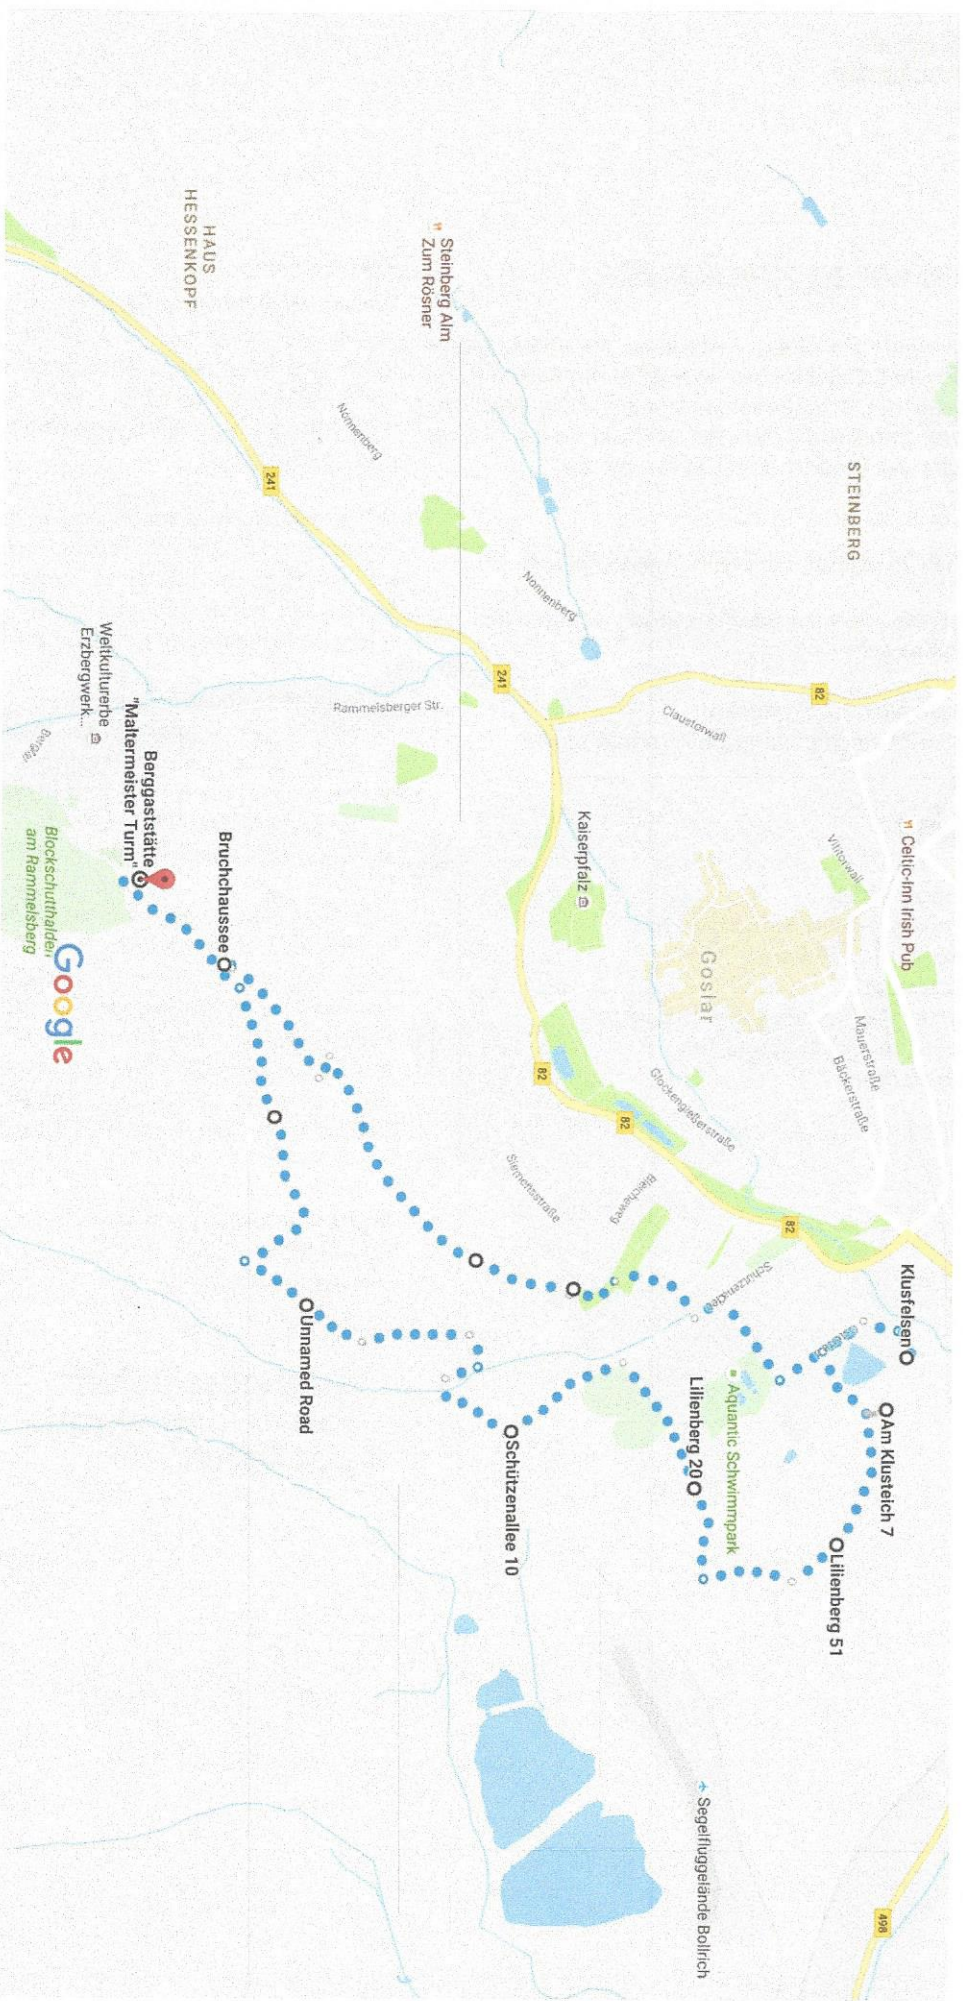 STEINBERG
Celtic-Inn Irish Pub
Vititorwall
Mauerstraße
Bäckerstraße
82
Claustorwall
Goslar
Klusfelsen
Am Klusteich 7
Lilienberg 51
498
82
Glockengießerstraße
Schützenallee
Aquantic Schwimmpark
Lilienberg 20
Segelfluggelände Bollrich
Nonnenberg
Kaiserpfalz
82
82
Bleicheweg
Siemensstraße
241
Steinberg Alm
Zum Rösner
Nonnenberg
Rammelsberger Str.
Schützenallee 10
Unnamed Road
241
HAUS
HESSENKOPF
Bruchchaussee
Berggaststätte
"Maltermeister Turm"
Weltkulturerbe
Erzbergwerk...
Bergtal
Blockschutthalden
am Rammelsberg
Google